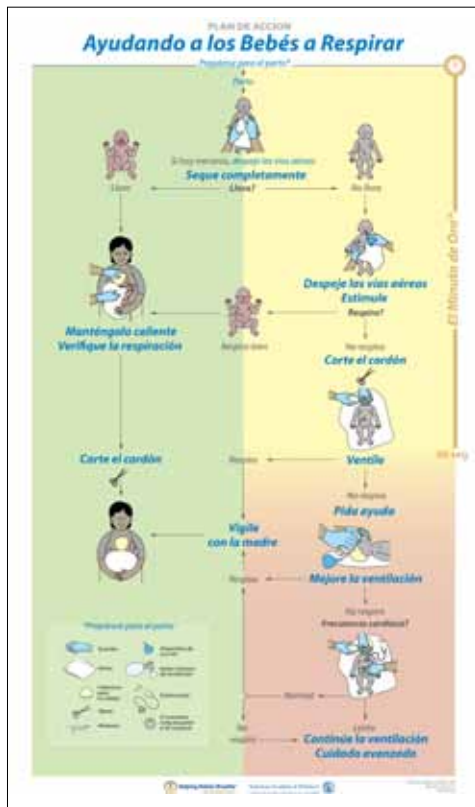 PLAN DE ACCION
Ayudando a los Bebés a Respirar
Prepárese para el parto*
Parto
Si hay meconio, despeje las vías aéreas
Seque completamente
Llora
Llora?
No llora
Despeje las vías aéreas
Estimule
Respira?
Respira bien
Manténgalo caliente
Verifique la respiración
No respira
Corte el cordón
El Minuto de Oro
60 seg
Corte el cordón
Respira
Ventile
No respira
Pida ayuda
Vigile
con la madre
Respira
Mejore la ventilación
No respira
Frecuencia cardíaca?
*Prepárese para el parto
Normal
Lenta
No
respira
Continúe la ventilación
Cuidado avanzado
Helping Babies Breathe